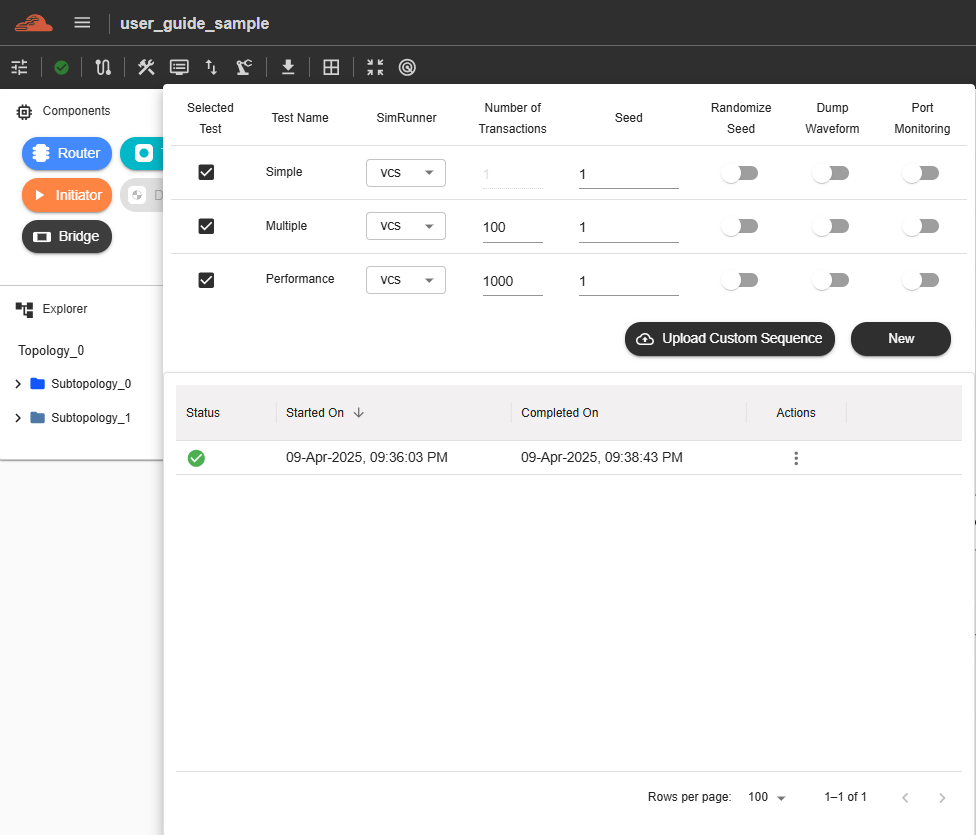 user_guide_sample
Components
Router
Initiator
D
Bridge
Explorer
Topology_0
Subtopology_0
Subtopology_1
Selected Test
Test Name
SimRunner
Number of Transactions
Seed
Randomize Seed
Dump Waveform
Port Monitoring
Simple VCS 1 1
Multiple VCS 100 1
Performance VCS 1000 1
Upload Custom Sequence
New
Status Started On Completed On Actions
09-Apr-2025, 09:36:03 PM 09-Apr-2025, 09:38:43 PM
Rows per page: 100 1–1 of 1